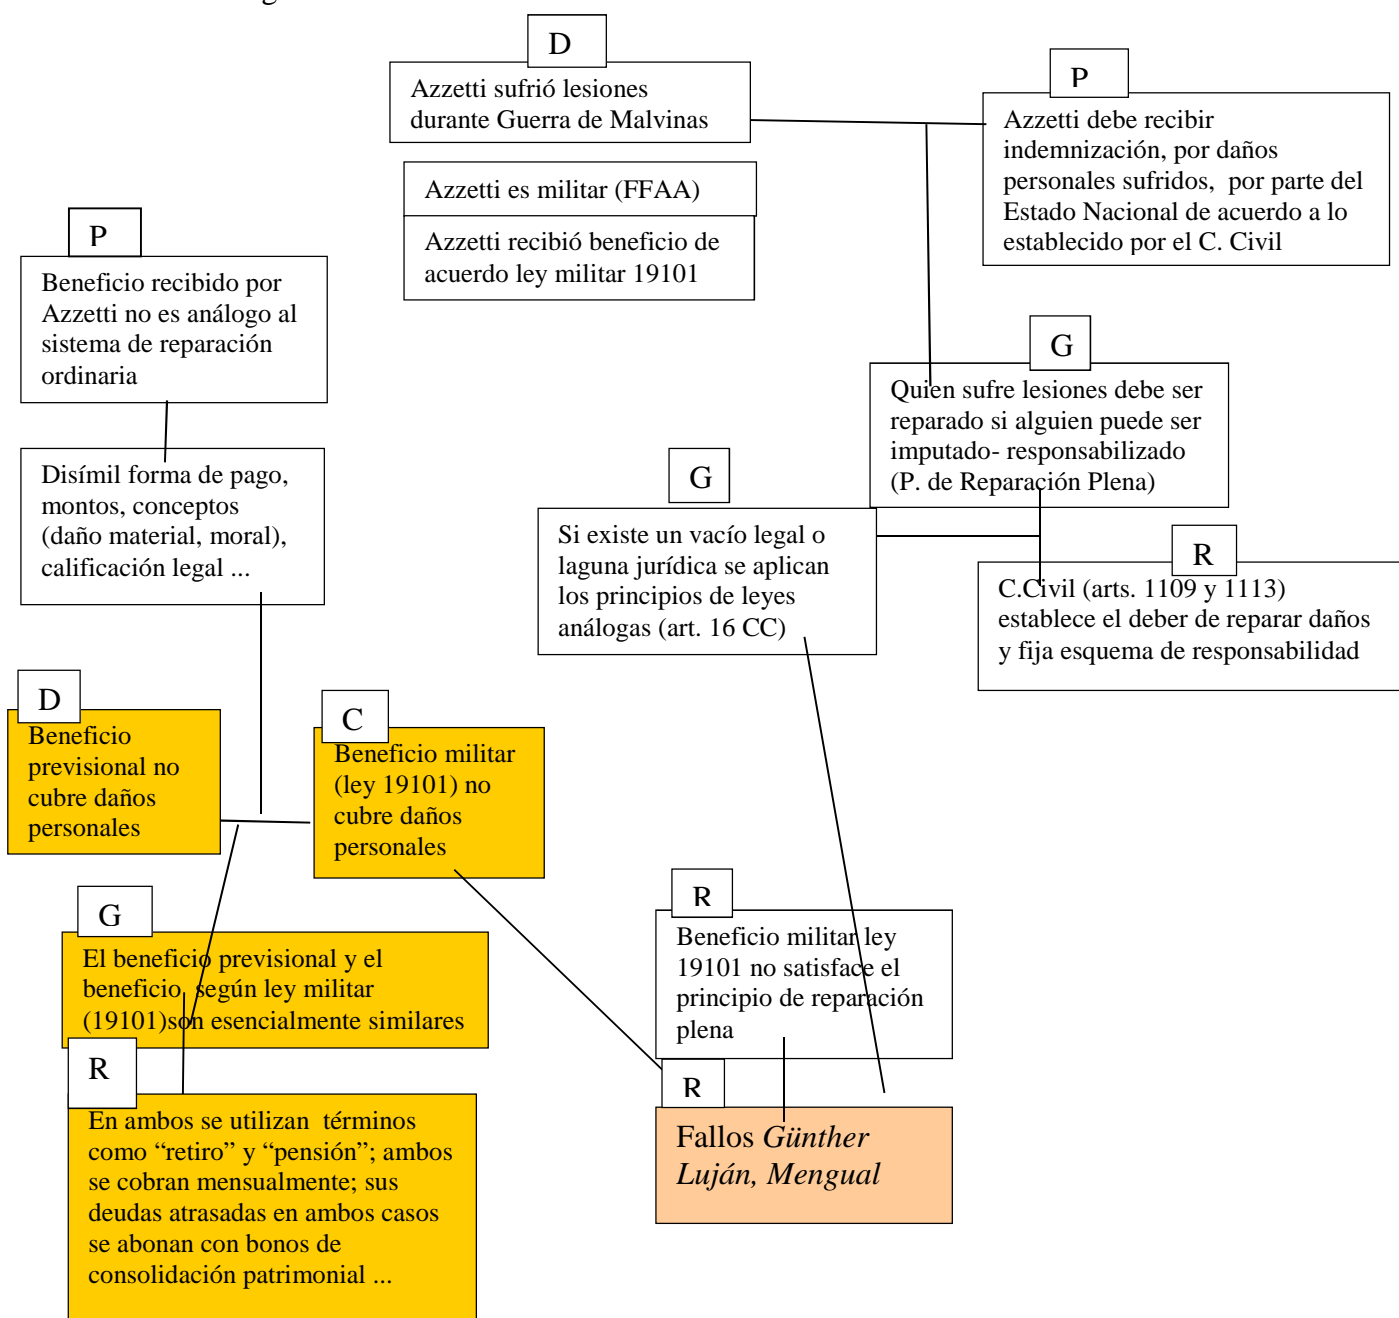 D
Azzetti sufrió lesiones
durante Guerra de Malvinas
Azzetti es militar (FFAA)
Azzetti recibió beneficio de
acuerdo ley militar 19101
P
Azzetti debe recibir
indemnización, por daños
personales sufridos, por parte del
Estado Nacional de acuerdo a lo
establecido por el C. Civil
P
Beneficio recibido por
Azzetti no es análogo al
sistema de reparación
ordinaria
Disímil forma de pago,
montos, conceptos
(daño material, moral),
calificación legal ...
G
Quien sufre lesiones debe ser
reparado si alguien puede ser
imputado- responsabilizado
(P. de Reparación Plena)
G
Si existe un vacío legal o
laguna jurídica se aplican
los principios de leyes
análogas (art. 16 CC)
R
C.Civil (arts. 1109 y 1113)
establece el deber de reparar daños
y fija esquema de responsabilidad
D
Beneficio
previsional no
cubre daños
personales
C
Beneficio militar
(ley 19101) no
cubre daños
personales
G
El beneficio previsional y el
beneficio según ley militar
(19101)son esencialmente similares
R
En ambos se utilizan términos
como “retiro” y “pensión”; ambos
se cobran mensualmente; sus
deudas atrasadas en ambos casos
se abonan con bonos de
consolidación patrimonial ...
R
Beneficio militar ley
19101 no satisface el
principio de reparación
plena
R
Fallos Günther
Luján, Mengual